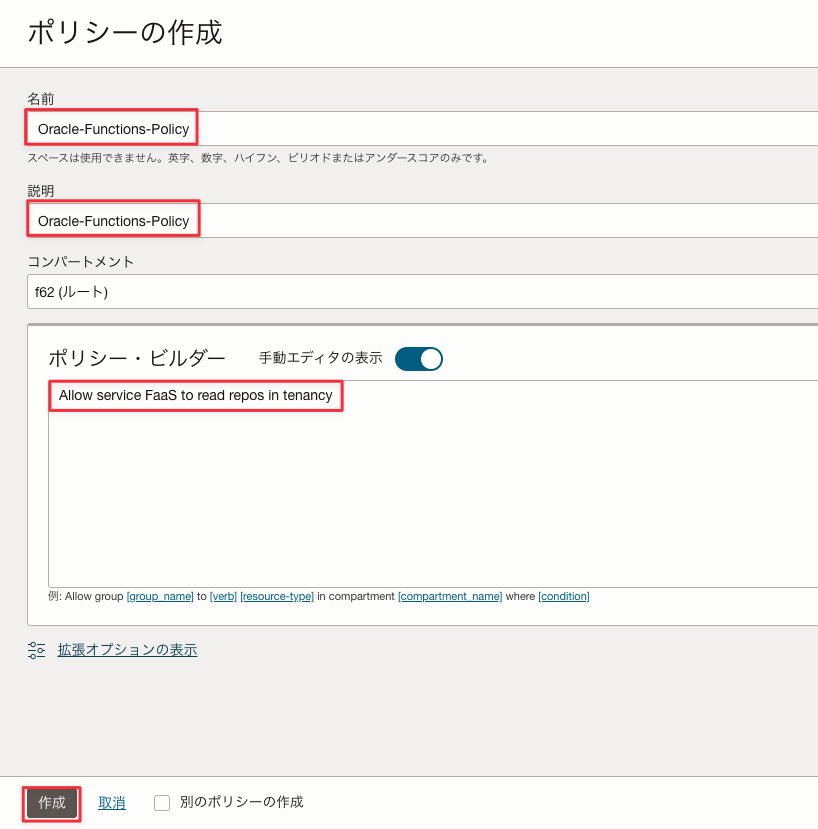 ポリシーの作成
名前
Oracle-Functions-Policy
スペースは使用できません。英字、数字、ハイフン、ピリオドまたはアンダースコアのみです。
説明
Oracle-Functions-Policy
コンパートメント
f62 (ルート)
ポリシー・ビルダー 手動エディタの表示
Allow service FaaS to read repos in tenancy
例: Allow group [group_name] to [verb] [resource-type] in compartment [compartment_name] where [condition]
拡張オプションの表示
作成 取消 別のポリシーの作成